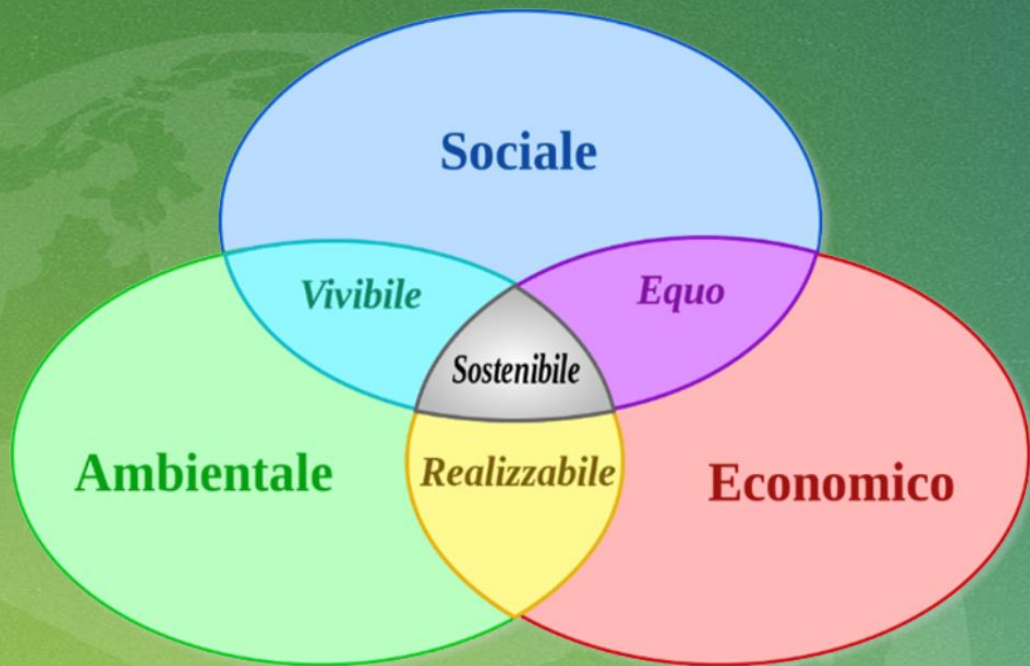 Sociale
Vivibile
Equo
Sostenibile
Ambientale
Realizzabile
Economico